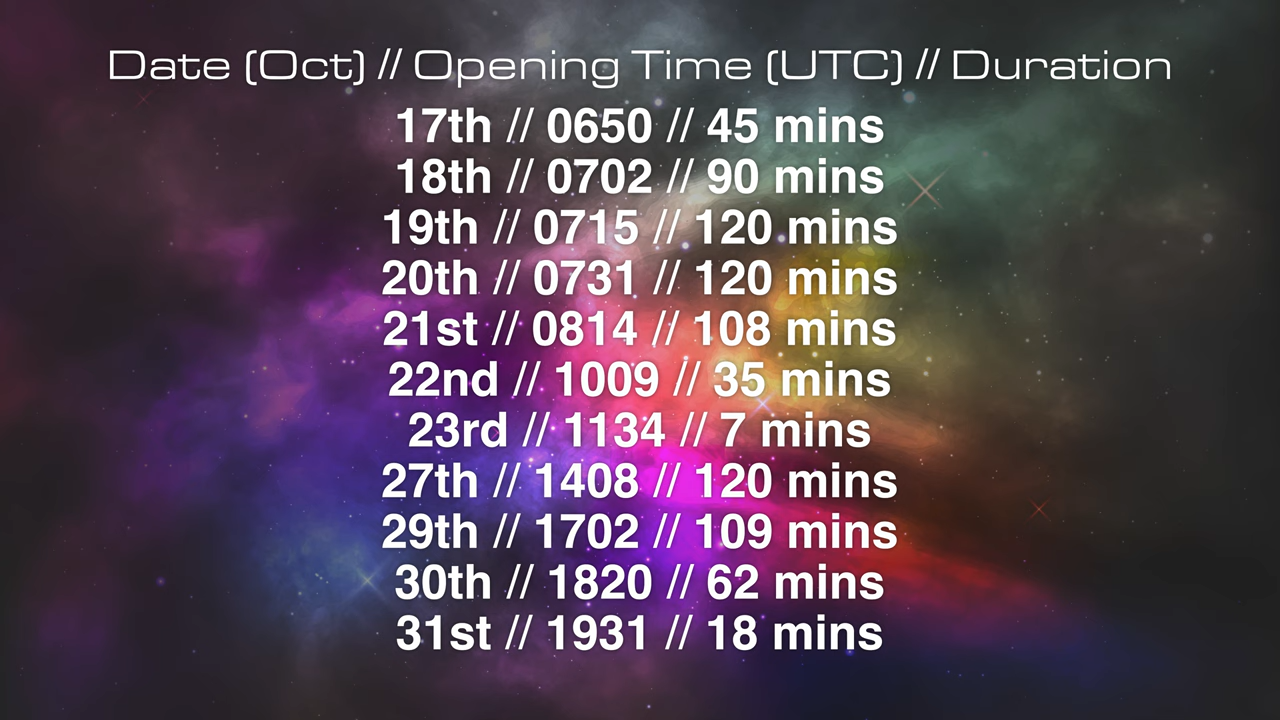 Date (Oct) // Opening Time (UTC) // Duration
17th // 0650 // 45 mins
18th // 0702 // 90 mins
19th // 0715 // 120 mins
20th // 0731 // 120 mins
21st // 0814 // 108 mins
22nd // 1009 // 35 mins
23rd // 1134 // 7 mins
27th // 1408 // 120 mins
29th // 1702 // 109 mins
30th // 1820 // 62 mins
31st // 1931 // 18 mins